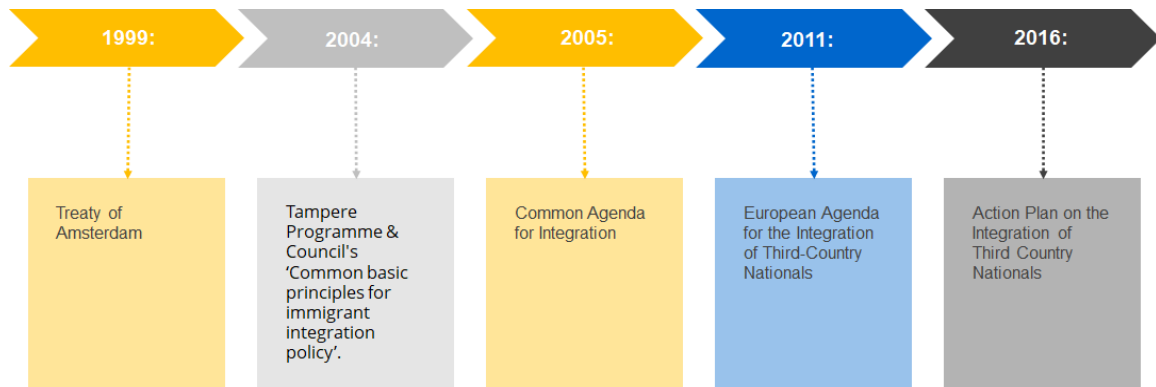 1999:
2004:
2005:
2011:
2016:
Treaty of
Amsterdam
Tampere
Programme &
Council's
‘Common basic
principles for
immigrant
integration
policy’.
Common Agenda
for Integration
European Agenda
for the Integration
of Third-Country
Nationals
Action Plan on the
Integration of
Third Country
Nationals